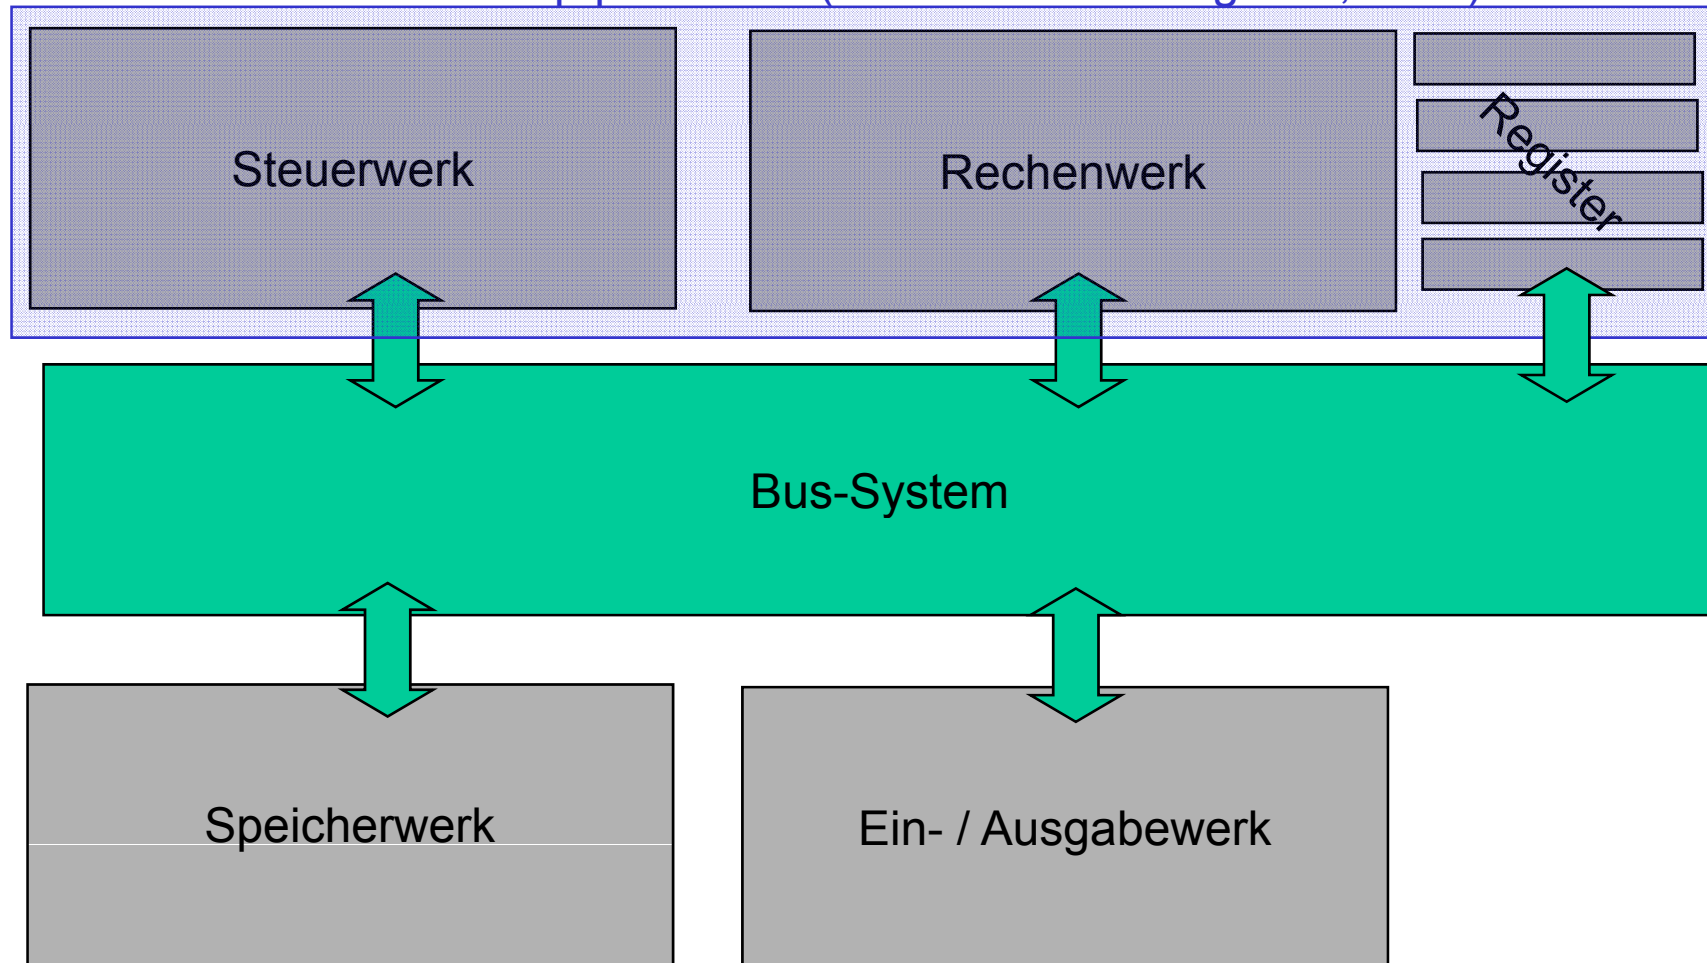 Steuerwerk
Rechenwerk
Register
Bus-System
Speicherwerk
Ein- / Ausgabewerk